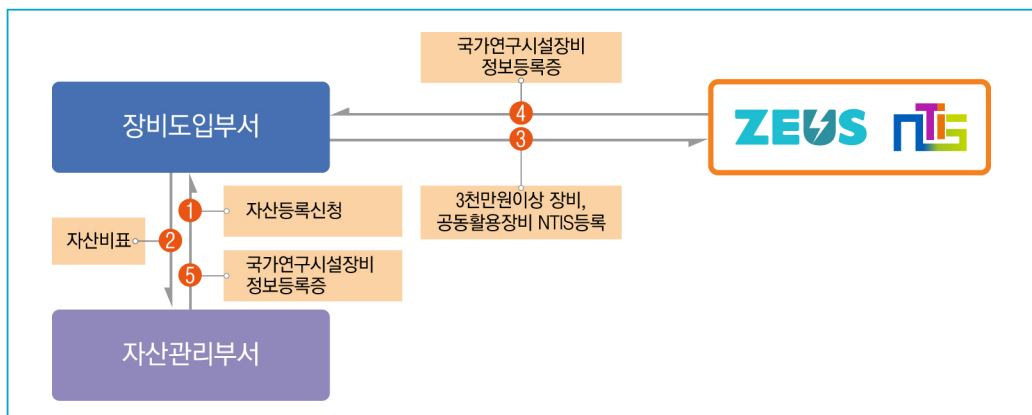 국가연구시설장비
정보등록증
장비도입부서
4
ZEUS
NTIS
3
3천만원이상 장비,
공동활용장비 NTIS등록
1
자산등록신청
자산비표
2
5
국가연구시설장비
정보등록증
자산관리부서